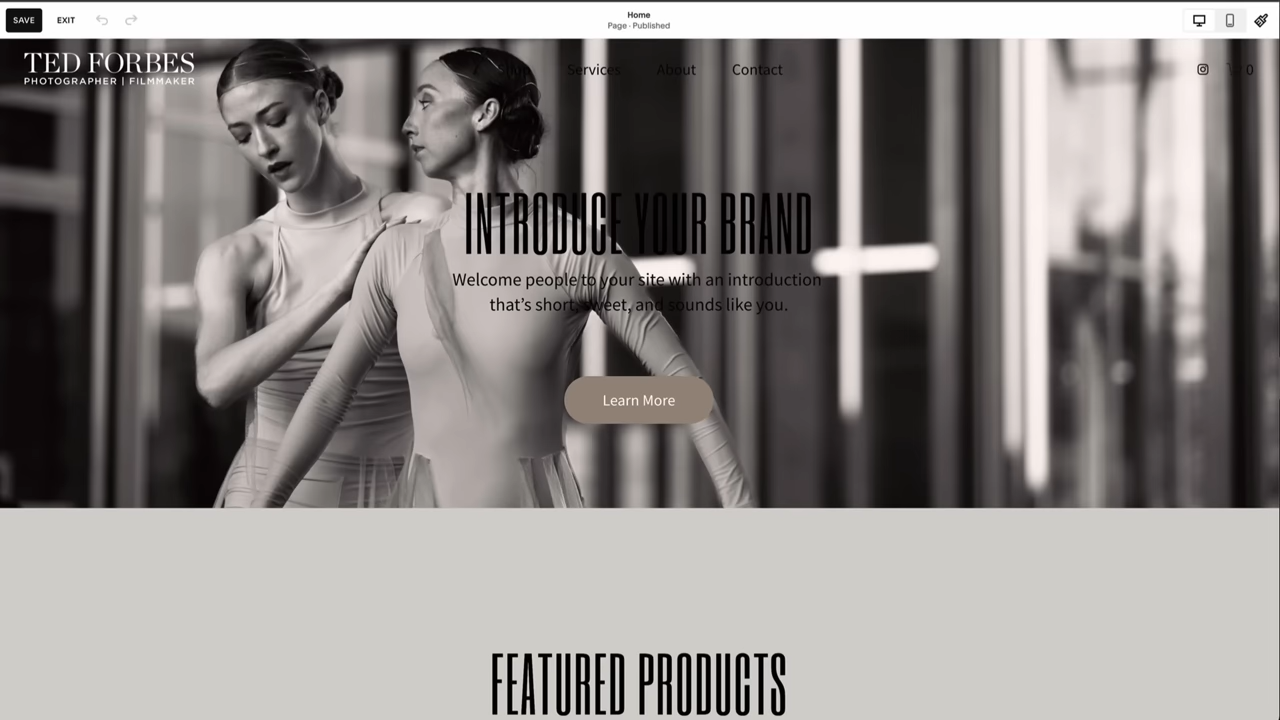 SAVE EXIT
Home
Page · Published
TED FORBES
PHOTOGRAPHER | FILMMAKER
Services About Contact
0
INTRODUCE YOUR BRAND
Welcome people to your site with an introduction
that's short, sweet, and sounds like you.
Learn More
FEATURED PRODUCTS